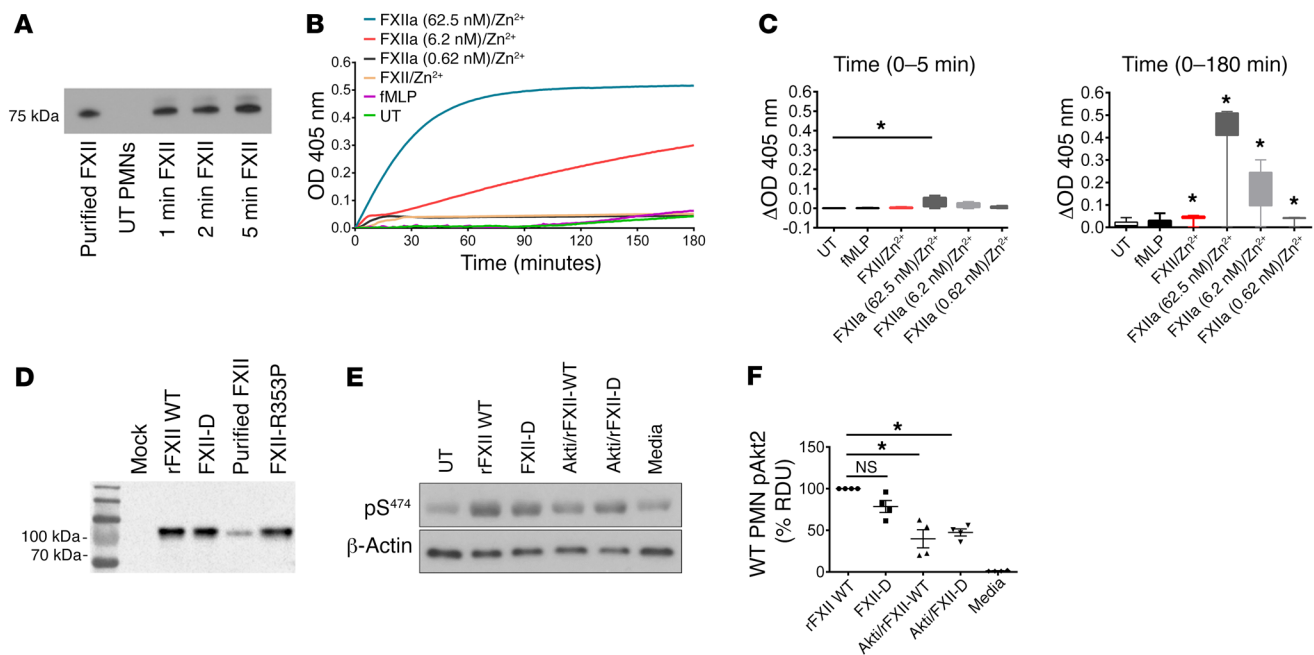 A
75 kDa
Purified FXII
UT PMNs
1 min FXII
2 min FXII
5 min FXII
B
FXIIa (62.5 nM)/Zn²⁺
FXIIa (6.2 nM)/Zn²⁺
FXIIa (0.62 nM)/Zn²⁺
FXII/Zn²⁺
fMLP
UT
OD 405 nm
0.6
0.5
0.4
0.3
0.2
0.1
0.0
0 30 60 90 120 150 180
Time (minutes)
C
Time (0–5 min)
ΔOD 405 nm
0.6
0.5
0.4
0.3
0.2
0.1
0.0
-0.1
*
UT
fMLP
FXII/Zn²⁺
FXIIa (62.5 nM)/Zn²⁺
FXIIa (6.2 nM)/Zn²⁺
FXIIa (0.62 nM)/Zn²⁺
Time (0–180 min)
ΔOD 405 nm
0.6
0.5
0.4
0.3
0.2
0.1
0.0
* * * *
UT
fMLP
FXII/Zn²⁺
FXIIa (62.5 nM)/Zn²⁺
FXIIa (6.2 nM)/Zn²⁺
FXIIa (0.62 nM)/Zn²⁺
D
Mock
rFXII WT
FXII-D
Purified FXII
FXII-R353P
100 kDa-
70 kDa-
E
UT
rFXII WT
FXII-D
Akti/rFXII-WT
Akti/rFXII-D
Media
pS⁴⁷⁴
β-Actin
F
WT PMN pAkt2
(% RDU)
150
100
50
0
*
*
NS
rFXII WT
FXII-D
Akti/rFXII-WT
Akti/FXII-D
Media